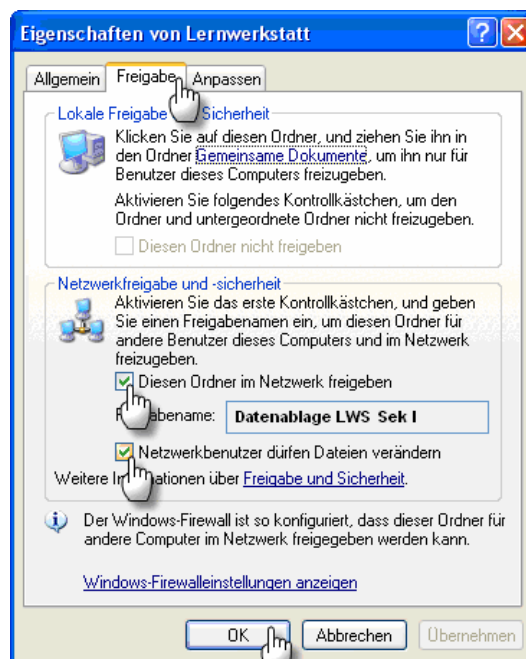 Eigenschaften von Lernwerkstatt
Allgemein Freigabe Anpassen
Lokale Freigabe Sicherheit
Klicken Sie auf diesen Ordner, und ziehen Sie ihn in
den Ordner Gemeinsame Dokumente, um ihn nur für
Benutzer dieses Computers freizugeben.
Aktivieren Sie folgendes Kontrollkästchen, um den
Ordner und untergeordnete Ordner nicht freizugeben.
Diesen Ordner nicht freigeben
Netzwerkfreigabe und -sicherheit
Aktivieren Sie das erste Kontrollkästchen, und geben
Sie einen Freigabenamen ein, um diesen Ordner für
andere Benutzer dieses Computers und im Netzwerk
freizugeben.
Diesen Ordner im Netzwerk freigeben
Datenablage LWS Sek I
Netzwerkbenutzer dürfen Dateien verändern
Weitere über Freigabe und Sicherheit.
Der Windows-Firewall ist so konfiguriert, dass dieser Ordner für
andere Computer im Netzwerk freigegeben werden kann.
Windows-Firewalleinstellungen anzeigen
OK Abbrechen Übernehmen